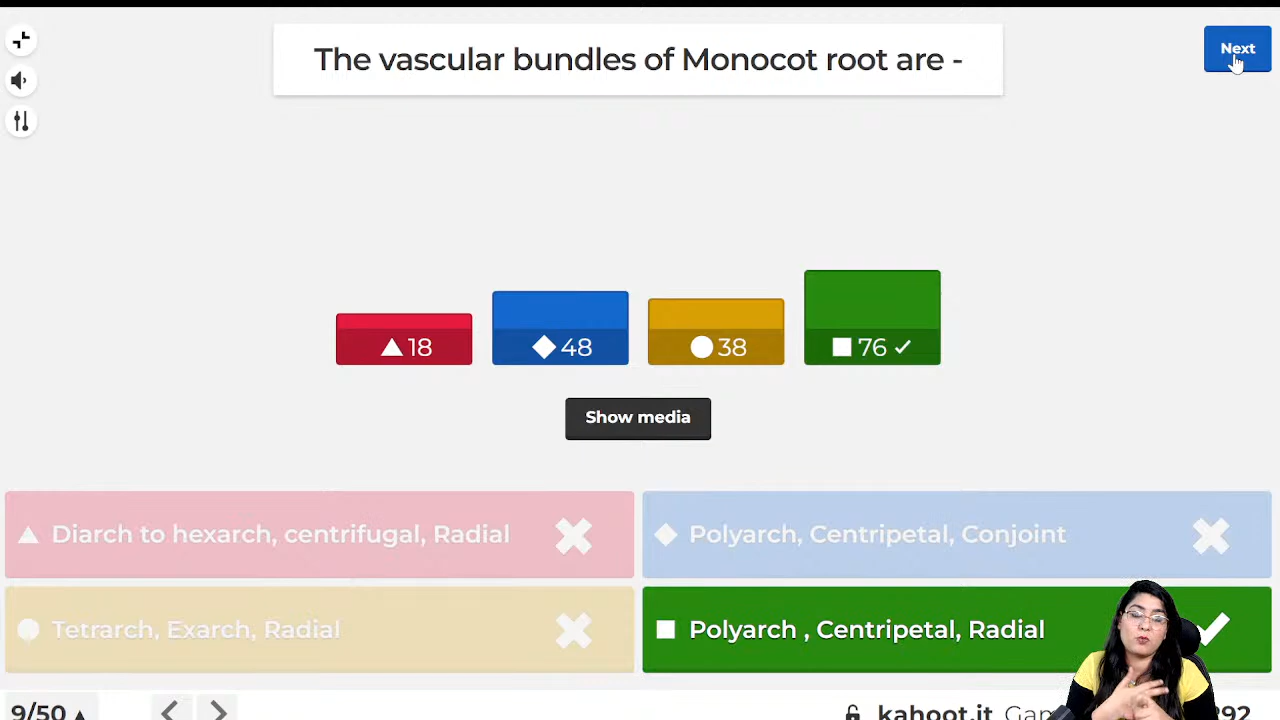 The vascular bundles of Monocot root are -
Next
18
48
38
76
Show media
Diarch to hexarch, centrifugal, Radial
Polyarch, Centripetal, Conjoint
Tetrarch, Exarch, Radial
Polyarch , Centripetal, Radial
9/50
kahoot.it